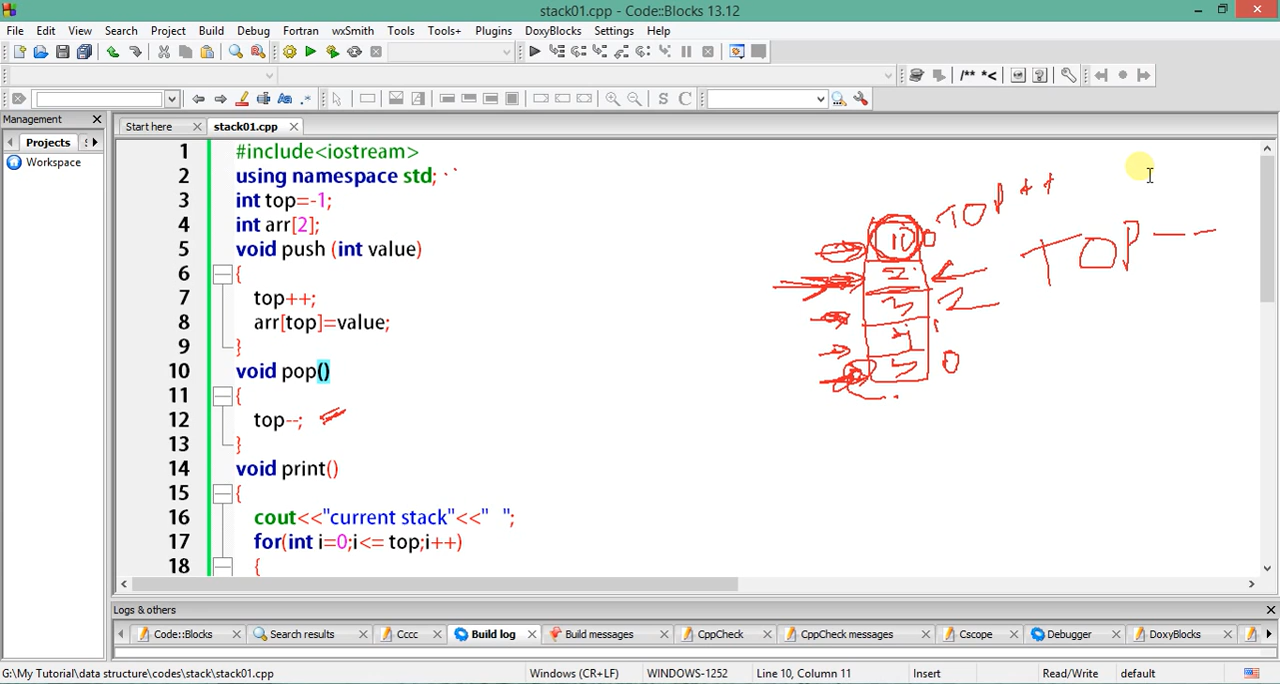 stack01.cpp - Code::Blocks 13.12
File Edit View Search Project Build Debug Fortran wxSmith Tools Tools+ Plugins DoxyBlocks Settings Help
/** *<
S C
Management
Projects
Workspace
Start here
stack01.cpp
1 #include<iostream>
2 using namespace std;
3 int top=-1;
4 int arr[2];
5 void push (int value)
6 {
7 top++;
8 arr[top]=value;
9 }
10 void pop()
11 {
12 top--;
13 }
14 void print()
15 {
16 cout<<"current stack"<<"  ";
17 for(int i=0;i<= top;i++)
18 {
TOP++
TOP--
10
2
3
2
5
0
Logs & others
Code::Blocks
Search results
Cccc
Build log
Build messages
CppCheck
CppCheck messages
Cscope
Debugger
DoxyBlocks
G:\My Tutorial\data structure\codes\stack\stack01.cpp
Windows (CR+LF)
WINDOWS-1252
Line 10, Column 11
Insert
Read/Write
default